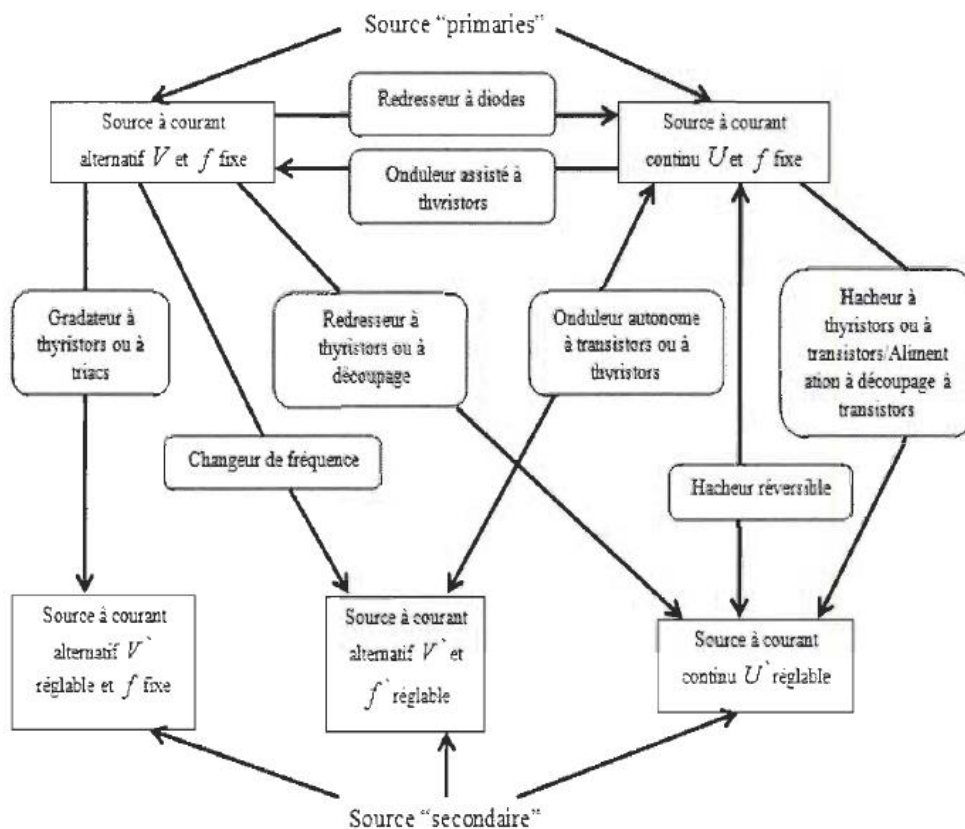 Source “primaries”
Redresseur à diodes
Source à courant
alternatif V et f fixe
Source à courant
continu U et f fixe
Onduleur assisté à
thyristors
Gradateur à
thyristors ou à
triacs
Redresseur à
thyristors ou à
découpage
Onduleur autonome
à transistors ou à
thyristors
Hacheur à
thyristors ou à
transistors/Aliment
ation à découpage à
transistors
Changeur de fréquence
Hacheur réversible
Source à courant
alternatif V`
réglable et f fixe
Source à courant
alternatif V` et
f` réglable
Source à courant
continu U` réglable
Source “secondaire”